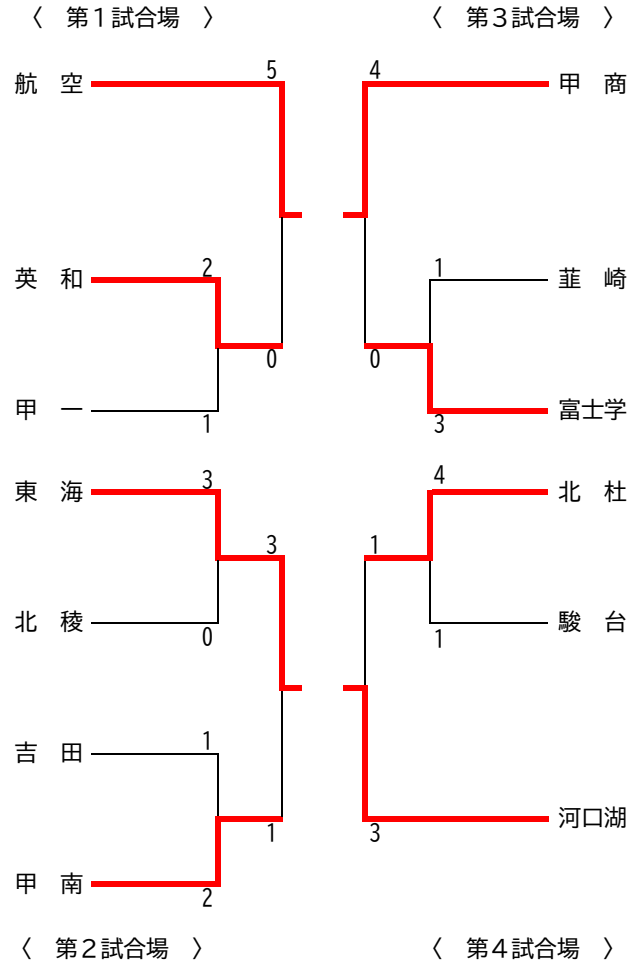 〈　第１試合場　〉
〈　第３試合場　〉
5
4
航　空
甲　商
2
1
英　和
韮　崎
0
0
甲　一
富士学
1
3
3
4
東　海
北　杜
3
1
北　稜
駿　台
0
1
1
吉　田
河口湖
1
3
甲　南
2
〈　第２試合場　〉
〈　第４試合場　〉